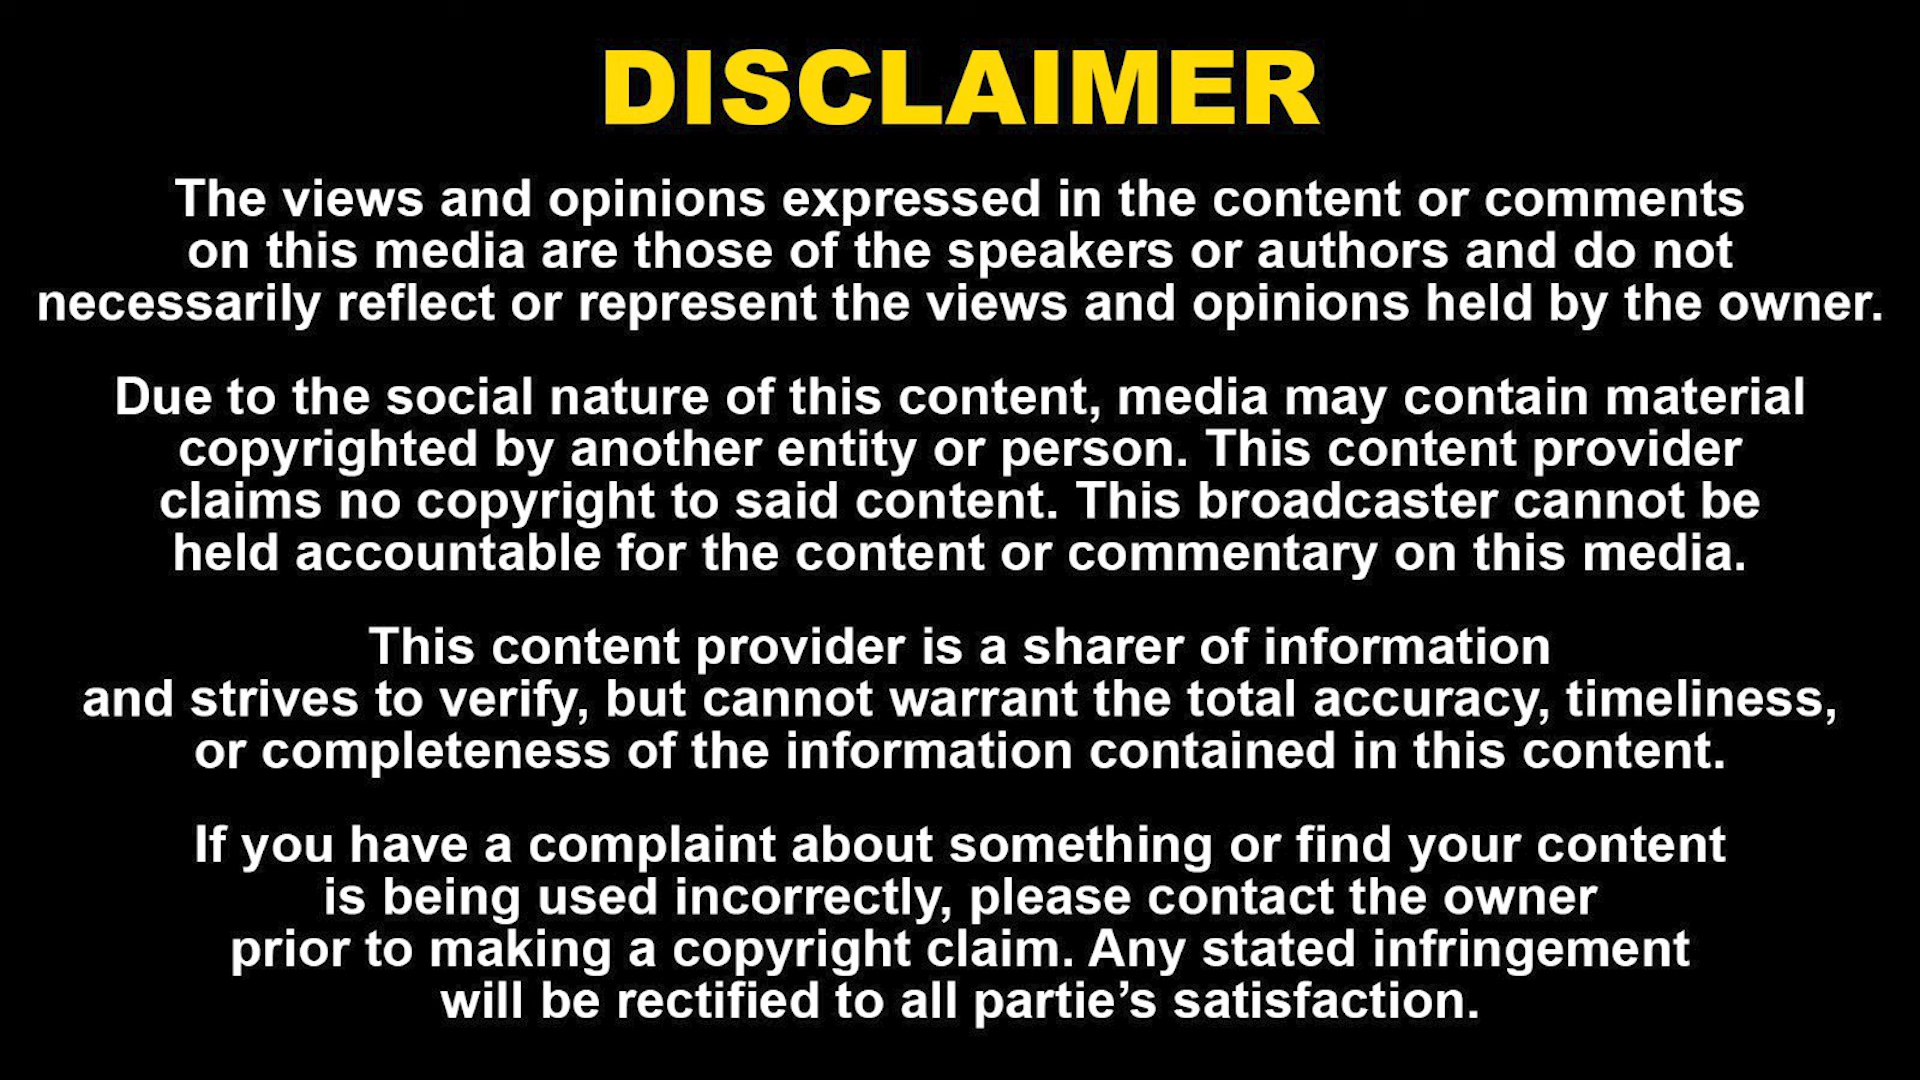 DISCLAIMER
The views and opinions expressed in the content or comments
on this media are those of the speakers or authors and do not
necessarily reflect or represent the views and opinions held by the owner.
Due to the social nature of this content, media may contain material
copyrighted by another entity or person. This content provider
claims no copyright to said content. This broadcaster cannot be
held accountable for the content or commentary on this media.
This content provider is a sharer of information
and strives to verify, but cannot warrant the total accuracy, timeliness,
or completeness of the information contained in this content.
If you have a complaint about something or find your content
is being used incorrectly, please contact the owner
prior to making a copyright claim. Any stated infringement
will be rectified to all partie’s satisfaction.